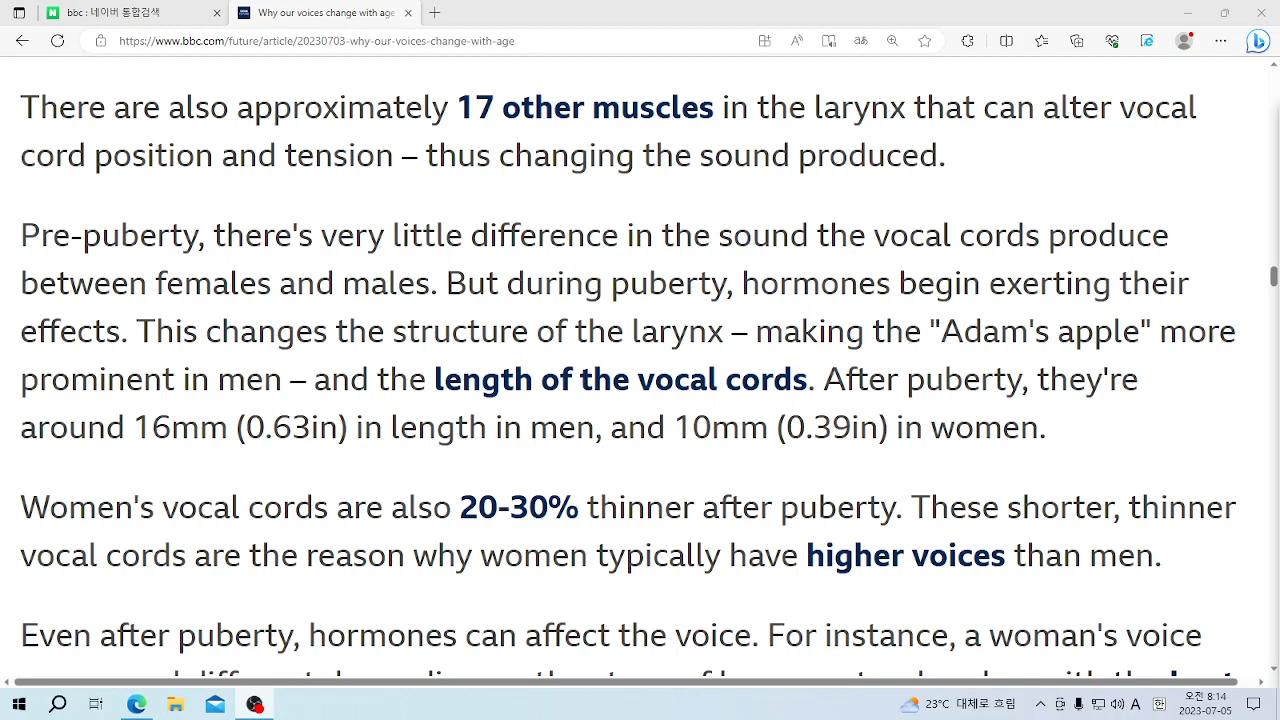 bbc : 네이버 통합검색
Why our voices change with age
https://www.bbc.com/future/article/20230703-why-our-voices-change-with-age
There are also approximately 17 other muscles in the larynx that can alter vocal
cord position and tension – thus changing the sound produced.
Pre-puberty, there's very little difference in the sound the vocal cords produce
between females and males. But during puberty, hormones begin exerting their
effects. This changes the structure of the larynx – making the "Adam's apple" more
prominent in men – and the length of the vocal cords. After puberty, they're
around 16mm (0.63in) in length in men, and 10mm (0.39in) in women.
Women's vocal cords are also 20-30% thinner after puberty. These shorter, thinner
vocal cords are the reason why women typically have higher voices than men.
Even after puberty, hormones can affect the voice. For instance, a woman's voice
23°C 대체로 흐림
A
한
오전 8:14
2023-07-05